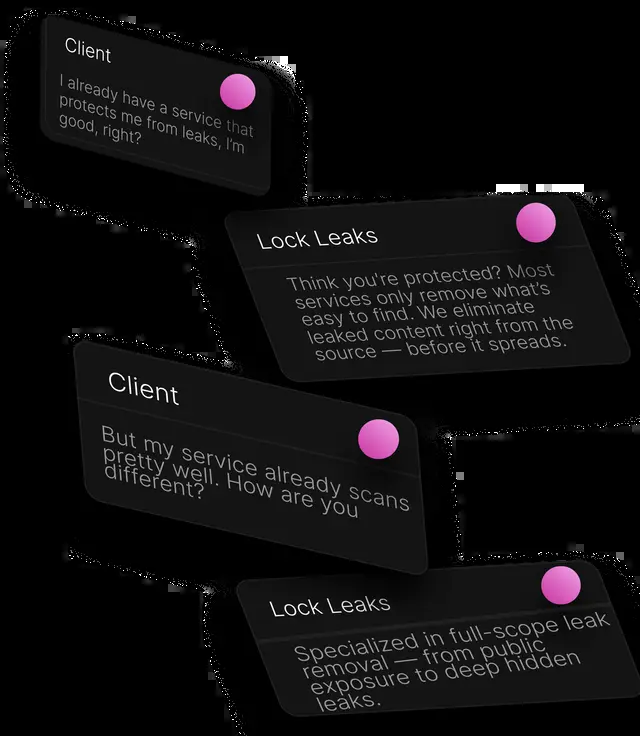 Client
I already have a service that
protects me from leaks, I'm
good, right?
Lock Leaks
Think you're protected? Most
services only remove what's
easy to find. We eliminate
leaked content right from the
source — before it spreads.
Client
But my service already scans
pretty well. How are you
different?
Lock Leaks
Specialized in full-scope leak
removal — from public
exposure to deep hidden
leaks.